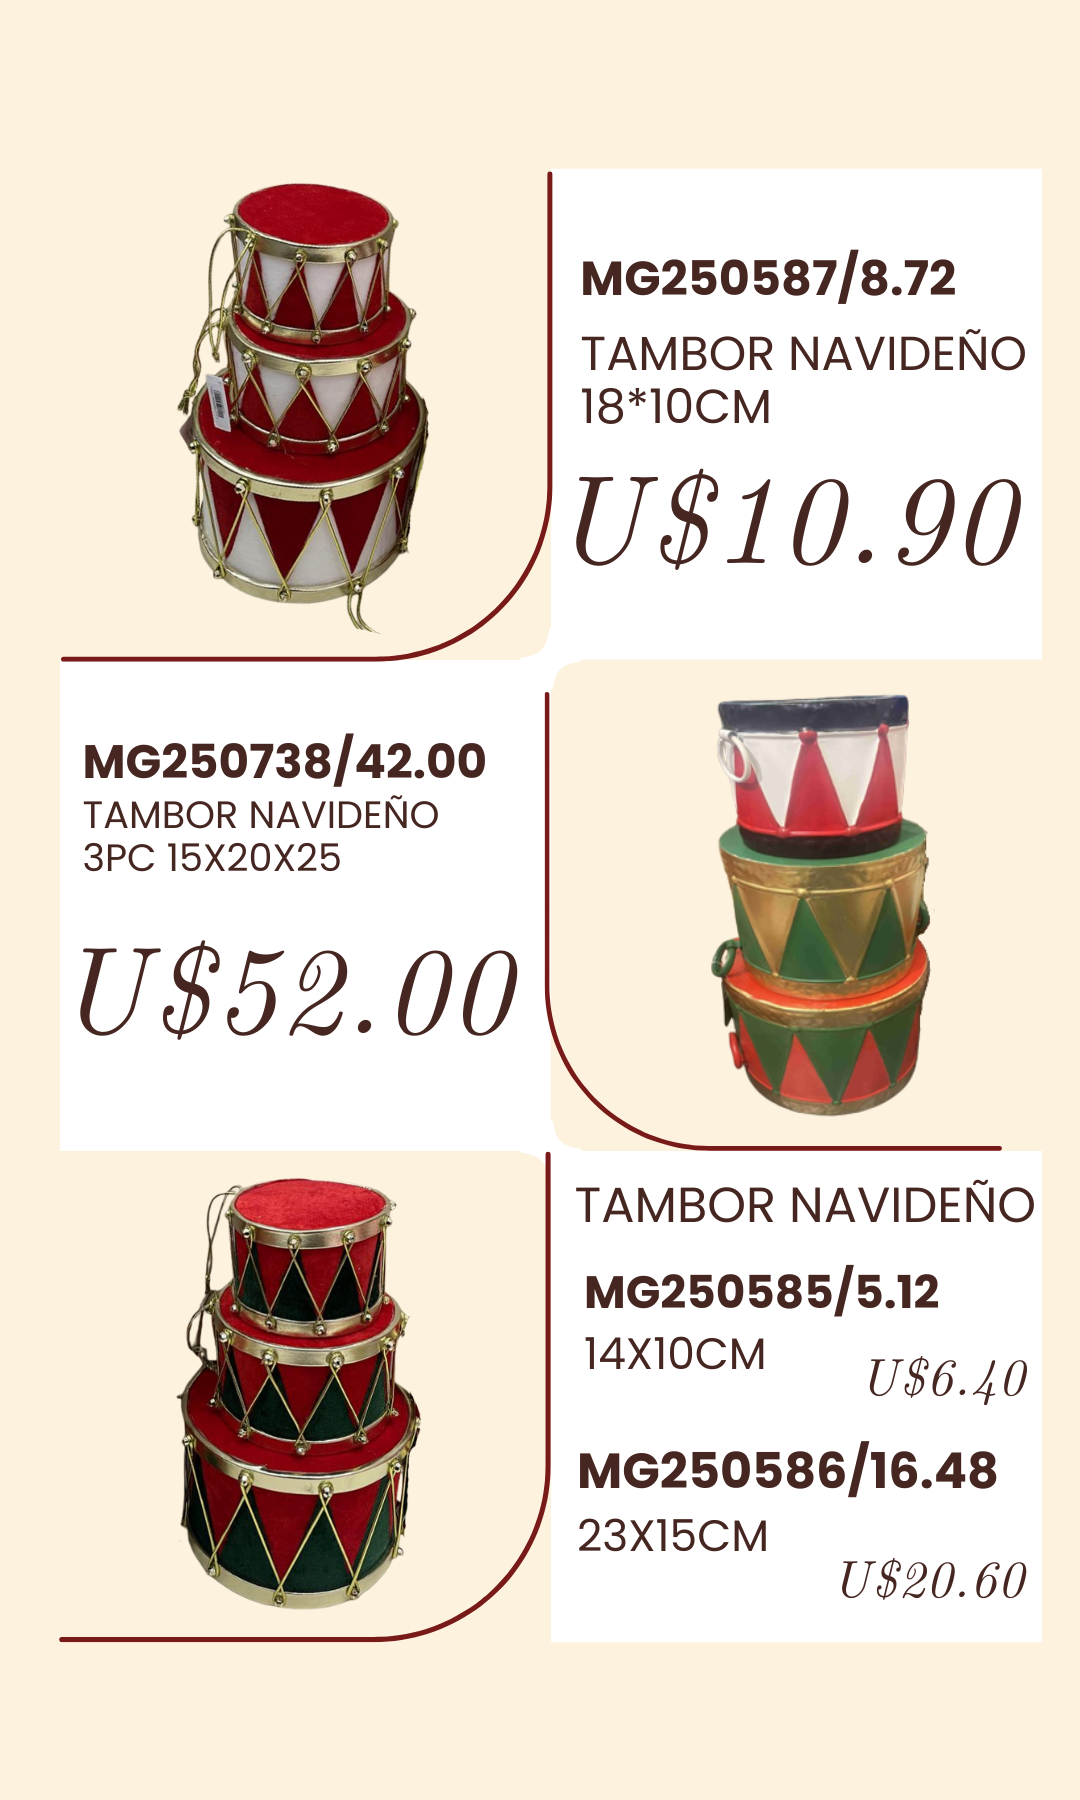 MG250587/8.72
TAMBOR NAVIDEÑO
18*10CM
U$10.90
MG250738/42.00
TAMBOR NAVIDEÑO
3PC 15X20X25
U$52.00
TAMBOR NAVIDEÑO
MG250585/5.12
14X10CM
U$6.40
MG250586/16.48
23X15CM
U$20.60